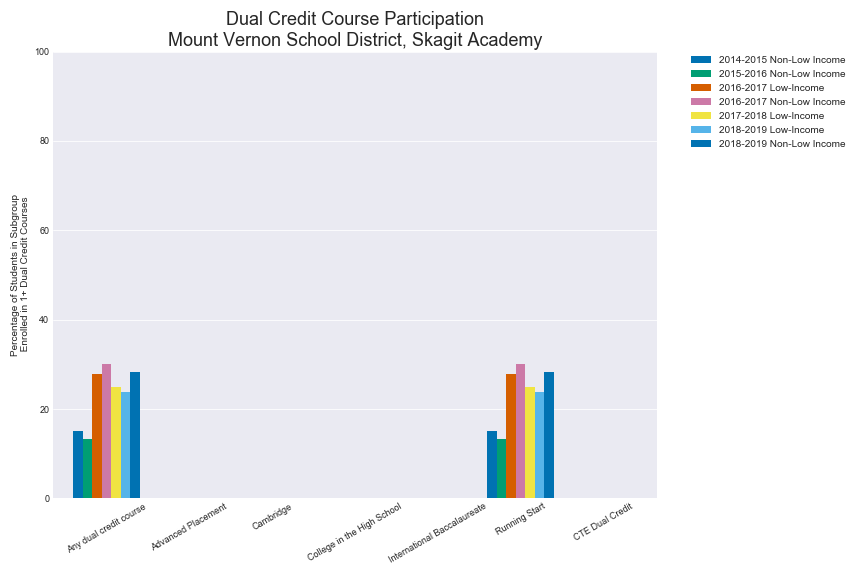 Dual Credit Course Participation
Mount Vernon School District, Skagit Academy
2014-2015 Non-Low Income
2015-2016 Non-Low Income
2016-2017 Low-Income
2016-2017 Non-Low Income
2017-2018 Low-Income
2018-2019 Low-Income
2018-2019 Non-Low Income
Percentage of Students in Subgroup
Enrolled in 1+ Dual Credit Courses
100
80
60
40
20
0
Any dual credit course
Advanced Placement
Cambridge
College in the High School
International Baccalaureate
Running Start
CTE Dual Credit